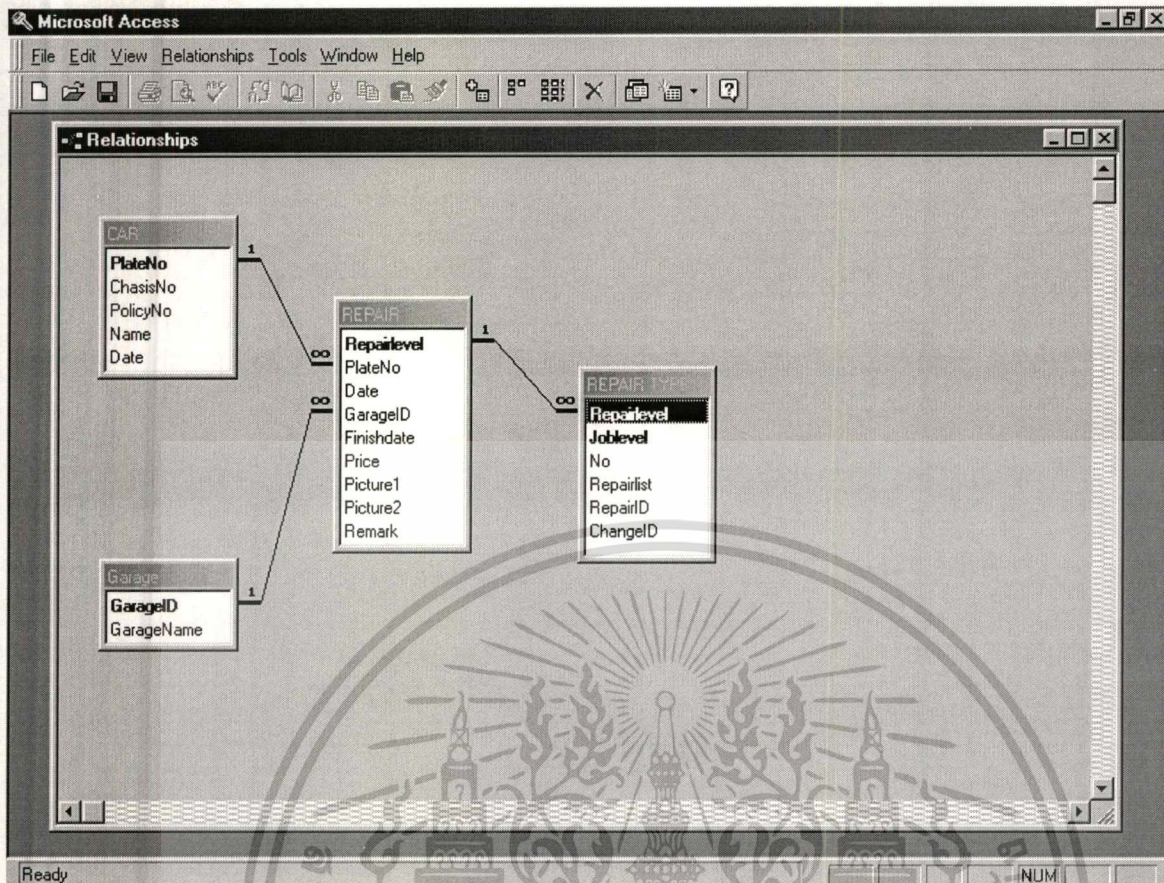 Microsoft Access
File Edit View Relationships Tools Window Help
Relationships
CAR
PlateNo
ChasisNo
PolicyNo
Name
Date
1
∞
REPAIR
Repairlevel
PlateNo
Date
GarageID
Finishdate
Price
Picture1
Picture2
Remark
∞
1
∞
REPAIR TYPE
Repairlevel
Joblevel
No
Repairlist
RepairID
ChangeID
Garage
GarageID
GarageName
1
Ready
NUM